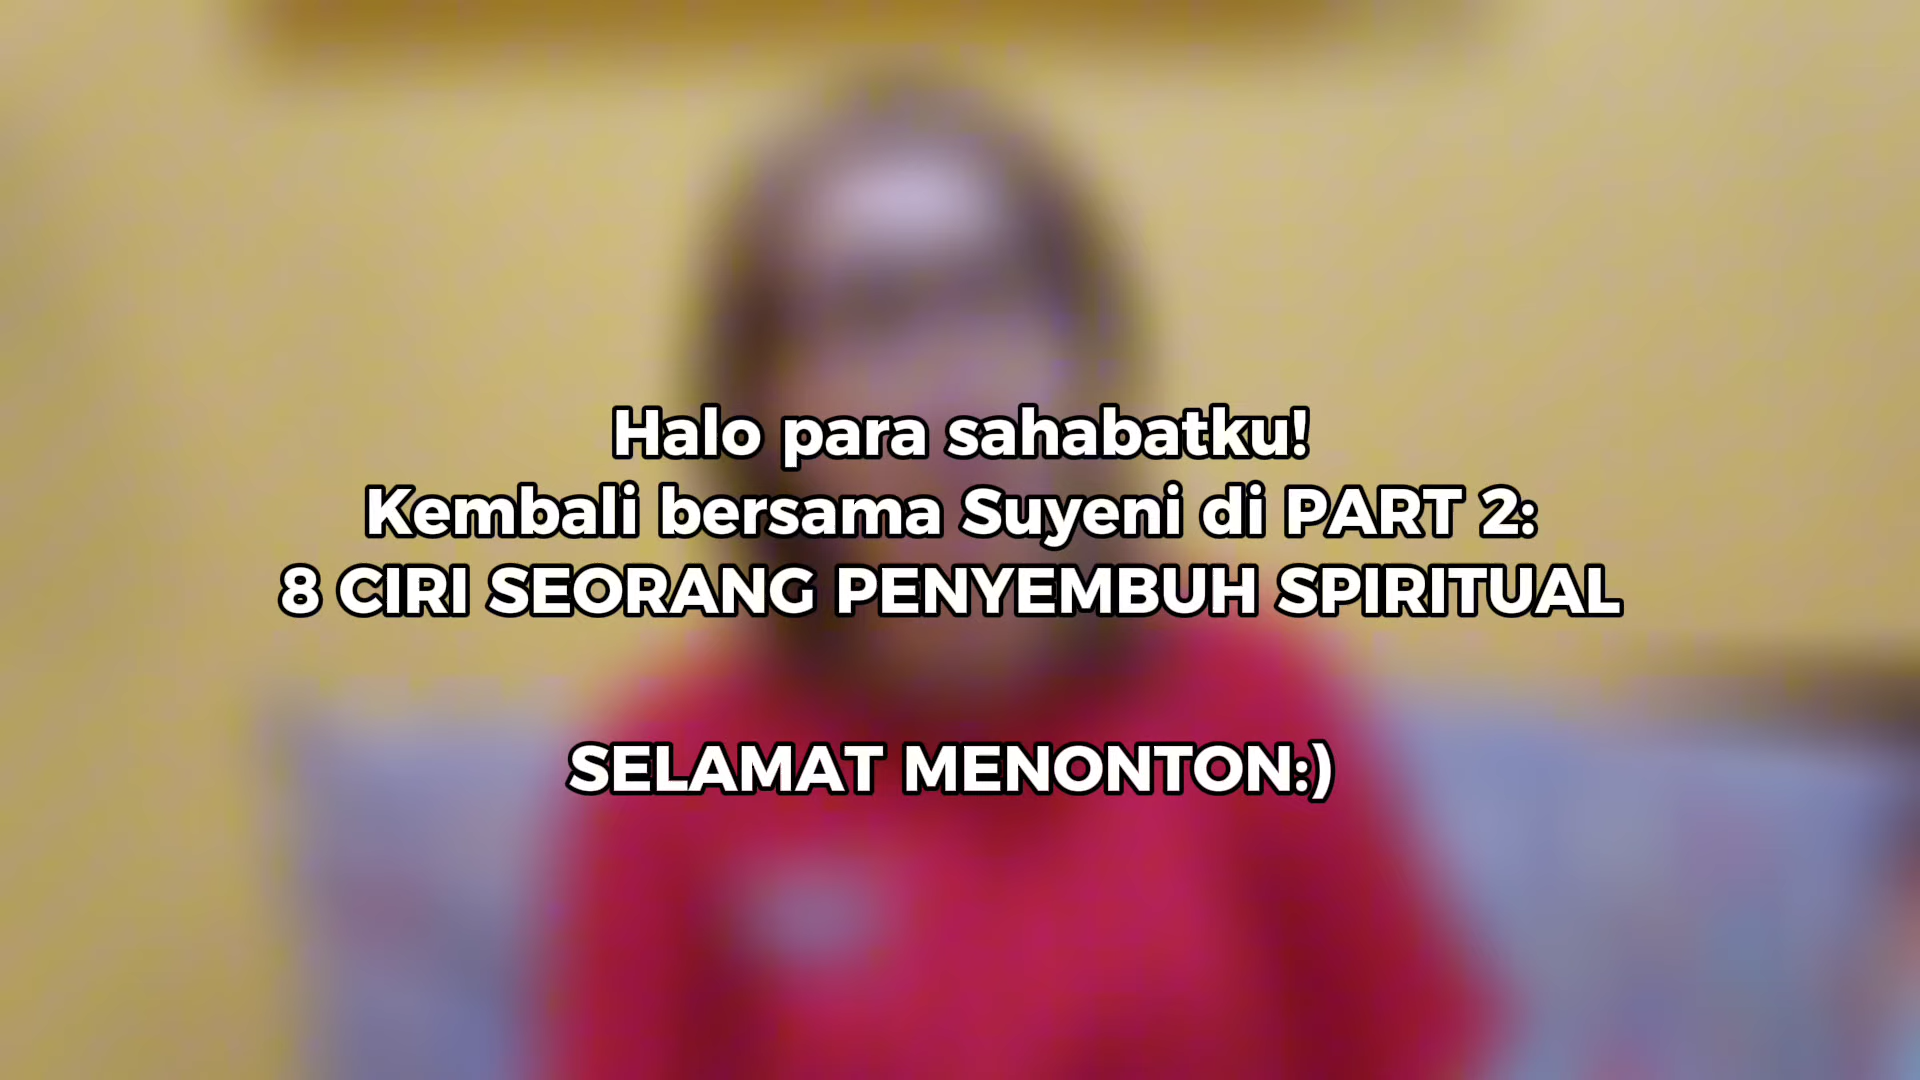 Halo para sahabatku!
Kembali bersama Suyeni di PART 2:
8 CIRI SEORANG PENYEMBUH SPIRITUAL
SELAMAT MENONTON:)